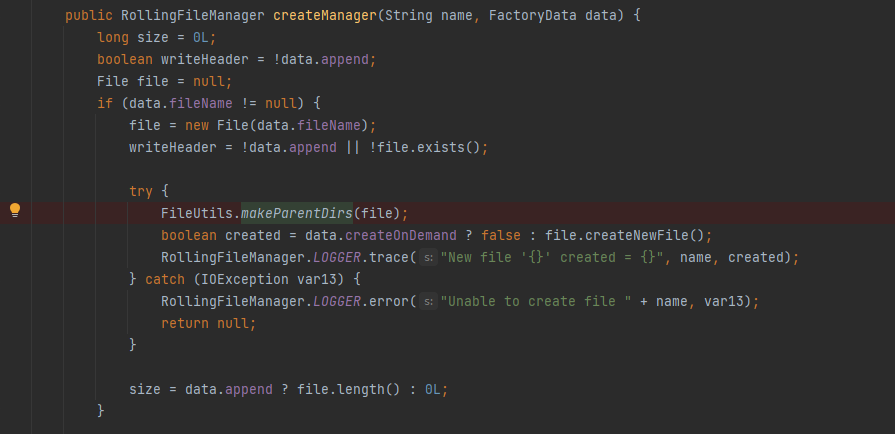 public RollingFileManager createManager(String name, FactoryData data) {
    long size = 0L;
    boolean writeHeader = !data.append;
    File file = null;
    if (data.fileName != null) {
        file = new File(data.fileName);
        writeHeader = !data.append || !file.exists();

        try {
            FileUtils.makeParentDirs(file);
            boolean created = data.createOnDemand ? false : file.createNewFile();
            RollingFileManager.LOGGER.trace( s: "New file '{}' created = {}", name, created);
        } catch (IOException var13) {
            RollingFileManager.LOGGER.error( s: "Unable to create file " + name, var13);
            return null;
        }

        size = data.append ? file.length() : 0L;
    }